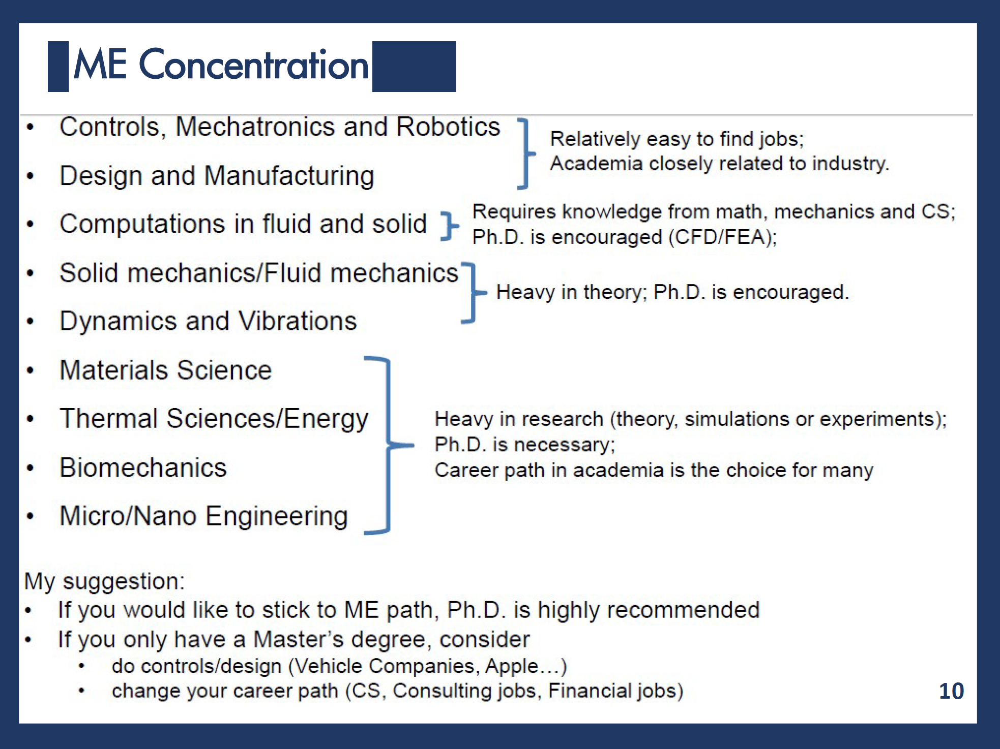 ME Concentration
• Controls, Mechatronics and Robotics
Relatively easy to find jobs;
Academia closely related to industry.
• Design and Manufacturing
• Computations in fluid and solid
Requires knowledge from math, mechanics and CS;
Ph.D. is encouraged (CFD/FEA);
• Solid mechanics/Fluid mechanics
Heavy in theory; Ph.D. is encouraged.
• Dynamics and Vibrations
• Materials Science
• Thermal Sciences/Energy
• Biomechanics
• Micro/Nano Engineering
Heavy in research (theory, simulations or experiments);
Ph.D. is necessary;
Career path in academia is the choice for many
My suggestion:
• If you would like to stick to ME path, Ph.D. is highly recommended
• If you only have a Master’s degree, consider
• do controls/design (Vehicle Companies, Apple…)
• change your career path (CS, Consulting jobs, Financial jobs)
10